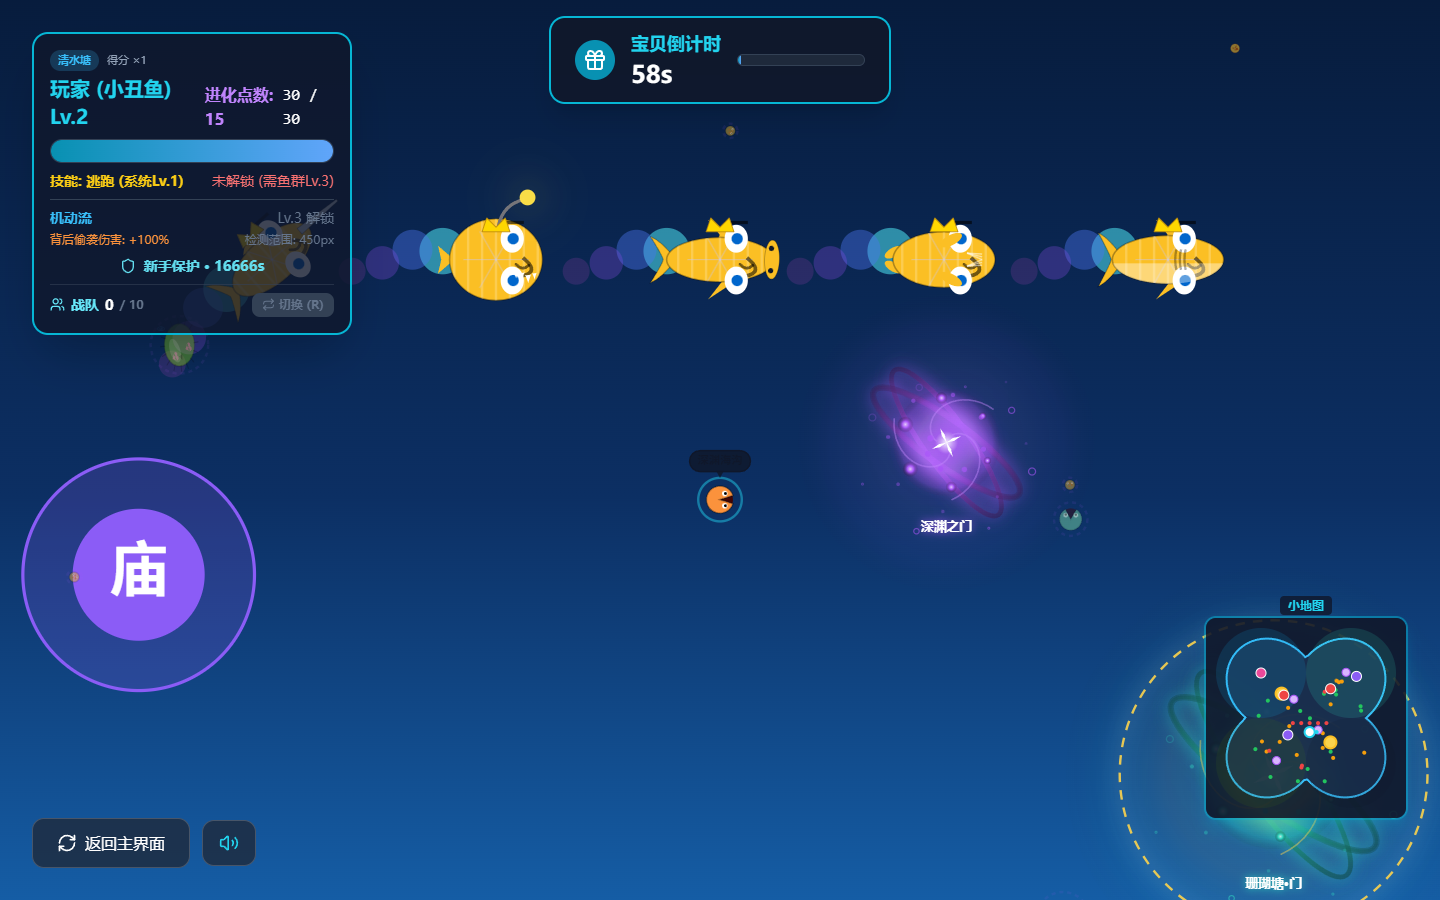 清水塘 得分 ×1
玩家 (小丑鱼) Lv.2
进化点数: 15
30 / 30
技能: 逃跑 (系统Lv.1) 未解锁 (需鱼群Lv.3)
机动流 Lv.3 解锁
背后偷袭伤害: +100% 检测范围: 450px
新手保护 • 16666s
战队 0 / 10 切换 (R)
宝贝倒计时
58s
深渊之门
庙
小地图
珊瑚塘•门
返回主界面